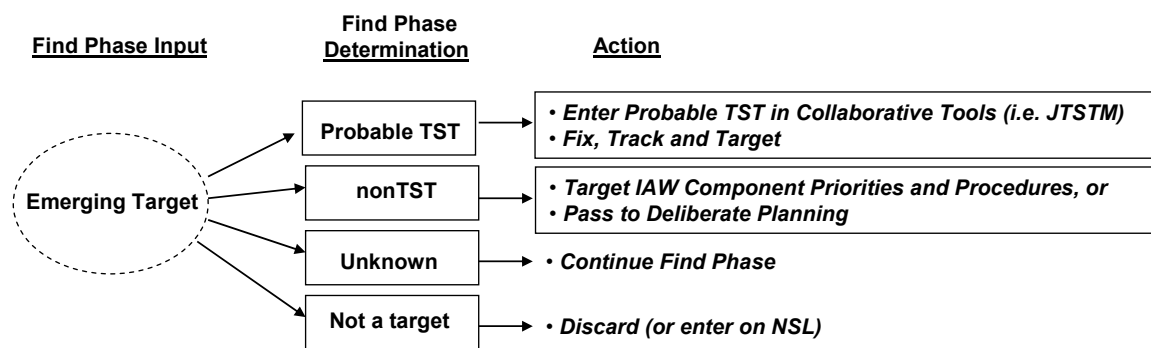 Find Phase Input
Find Phase
Determination
Action
Emerging Target
Probable TST
• Enter Probable TST in Collaborative Tools (i.e. JTSTM)
• Fix, Track and Target
nonTST
• Target IAW Component Priorities and Procedures, or
• Pass to Deliberate Planning
Unknown
• Continue Find Phase
Not a target
• Discard (or enter on NSL)